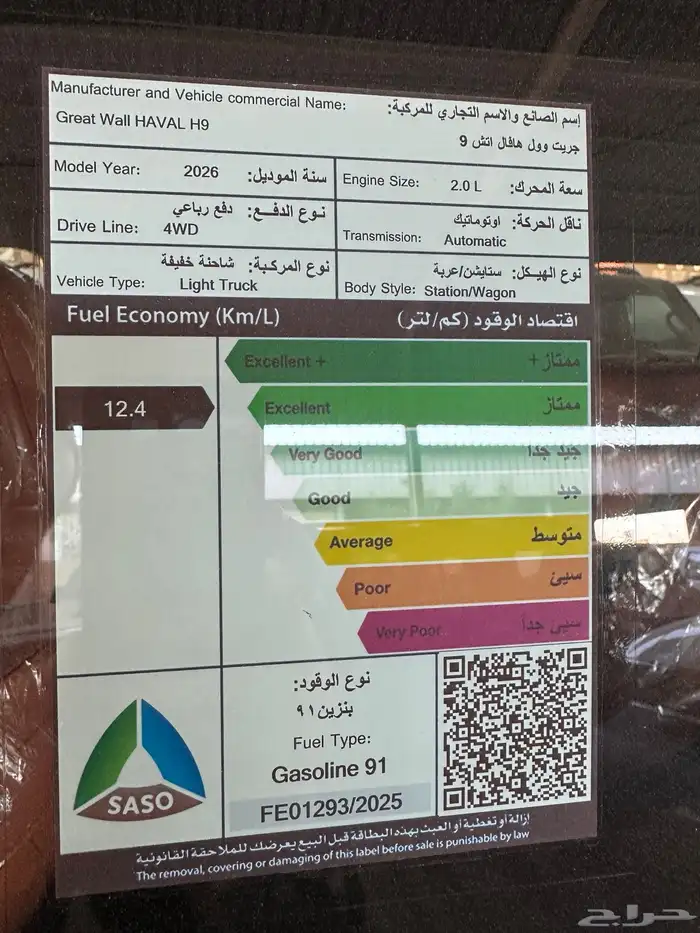 Manufacturer and Vehicle commercial Name: إسم الصانع والاسم التجاري للمركبة:
Great Wall HAVAL H9 جريت وول هافال اتش 9
Model Year: 2026 سنة الموديل:
Engine Size: 2.0 L سعة المحرك:
نوع الدفع: دفع رباعي
Drive Line: 4WD
ناقل الحركة: اوتوماتيك
Transmission: Automatic
نوع المركبة: شاحنة خفيفة
Vehicle Type: Light Truck
نوع الهيكل: ستايشن/عربة
Body Style: Station/Wagon
Fuel Economy (Km/L) اقتصاد الوقود (كم/لتر)
Excellent + ممتاز+
12.4
Excellent ممتاز
Very Good جيد جداً
Good جيد
Average متوسط
Poor سيئ
Very Poor سيئ جداً
نوع الوقود:
بنزين ٩١
Fuel Type:
Gasoline 91
FE01293/2025
SASO
إزالة أو تغطية أو العبث بهذه البطاقة قبل البيع يعرضك للملاحقة القانونية
The removal, covering or damaging of this label before sale is punishable by law
حراج